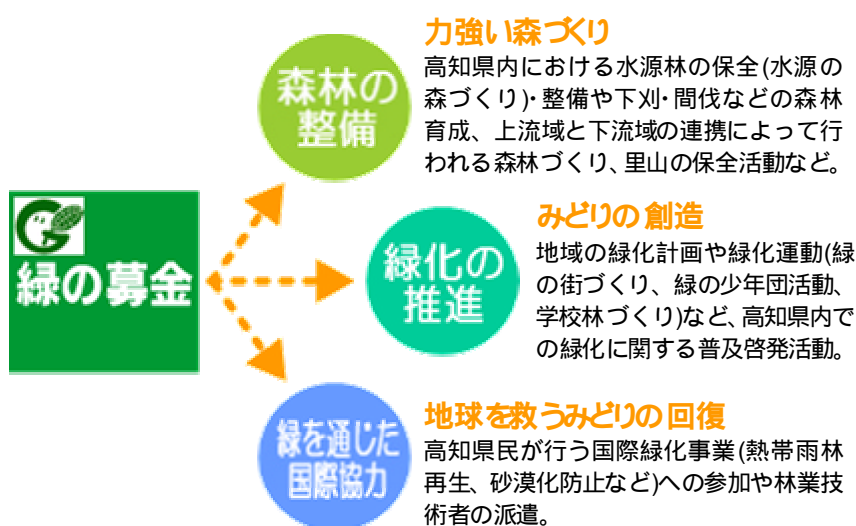 緑の募金
森林の
整備
力強い森づくり
高知県内における水源林の保全(水源の
森づくり)・整備や下刈・間伐などの森林
育成、上流域と下流域の連携によって行
われる森林づくり、里山の保全活動など。
緑化の
推進
みどりの創造
地域の緑化計画や緑化運動(緑
の街づくり、緑の少年団活動、
学校林づくり)など、高知県内で
の緑化に関する普及啓発活動。
緑を通じた
国際協力
地球を救うみどりの回復
高知県民が行う国際緑化事業(熱帯雨林
再生、砂漠化防止など)への参加や林業技
術者の派遣。